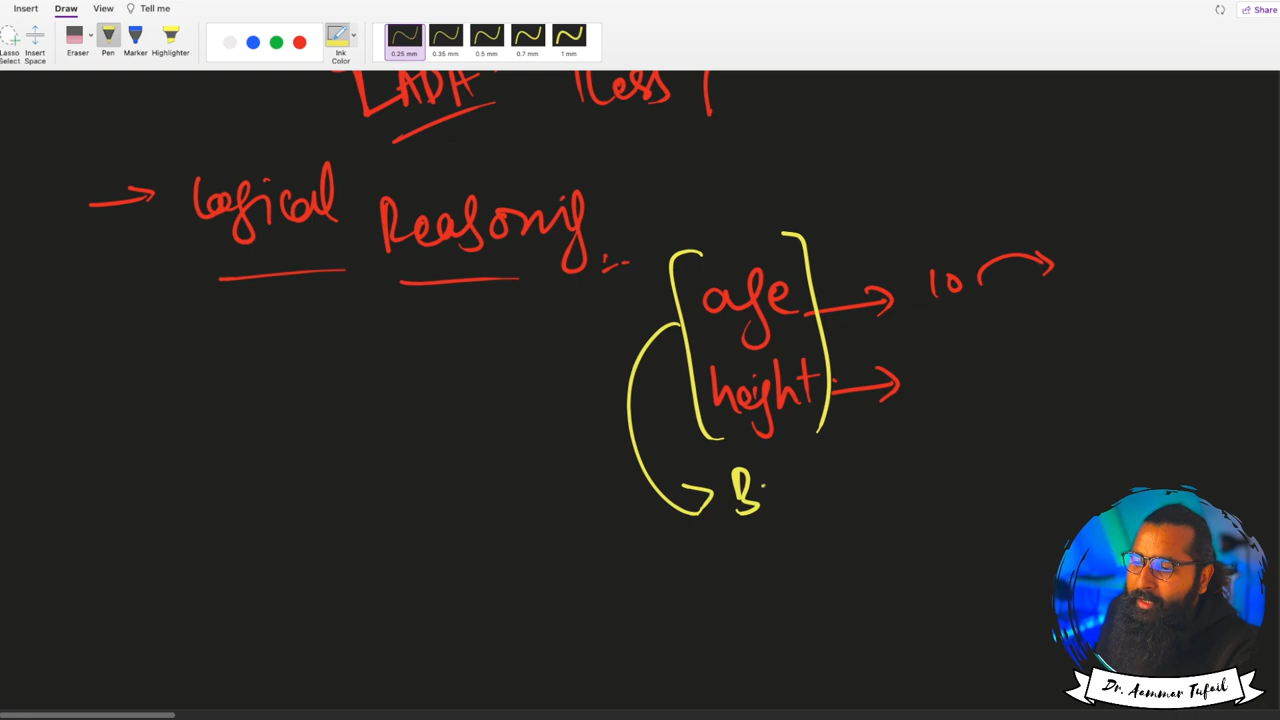 Insert Draw View Tell me Share
Lasso Select
Insert Space
Eraser
Pen
Marker
Highlighter
Ink Color
0.25 mm
0.35 mm
0.5 mm
0.7 mm
1 mm
→ Logical Reasoning
age → 10
height →
B
Dr. Aammar Tufail